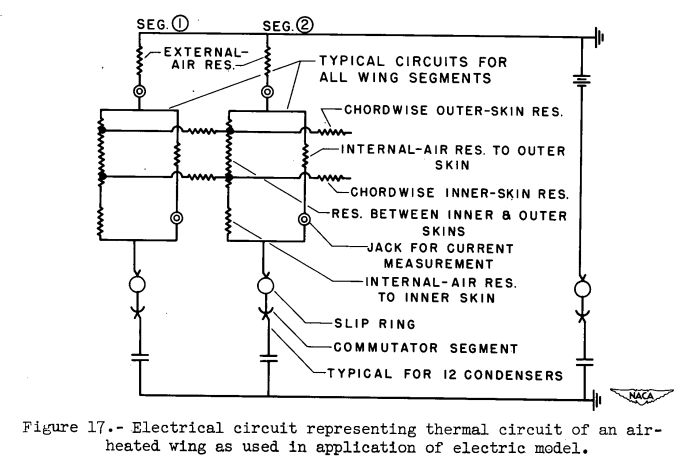 SEG. 1 SEG. 2
EXTERNAL-
AIR RES.
TYPICAL CIRCUITS FOR
ALL WING SEGMENTS
CHORDWISE OUTER-SKIN RES.
INTERNAL-AIR RES. TO OUTER
SKIN
CHORDWISE INNER-SKIN RES.
RES. BETWEEN INNER & OUTER
SKINS
JACK FOR CURRENT
MEASUREMENT
INTERNAL-AIR RES.
TO INNER SKIN
SLIP RING
COMMUTATOR SEGMENT
TYPICAL FOR 12 CONDENSERS
NACA
Figure 17.- Electrical circuit representing thermal circuit of an air-
heated wing as used in application of electric model.